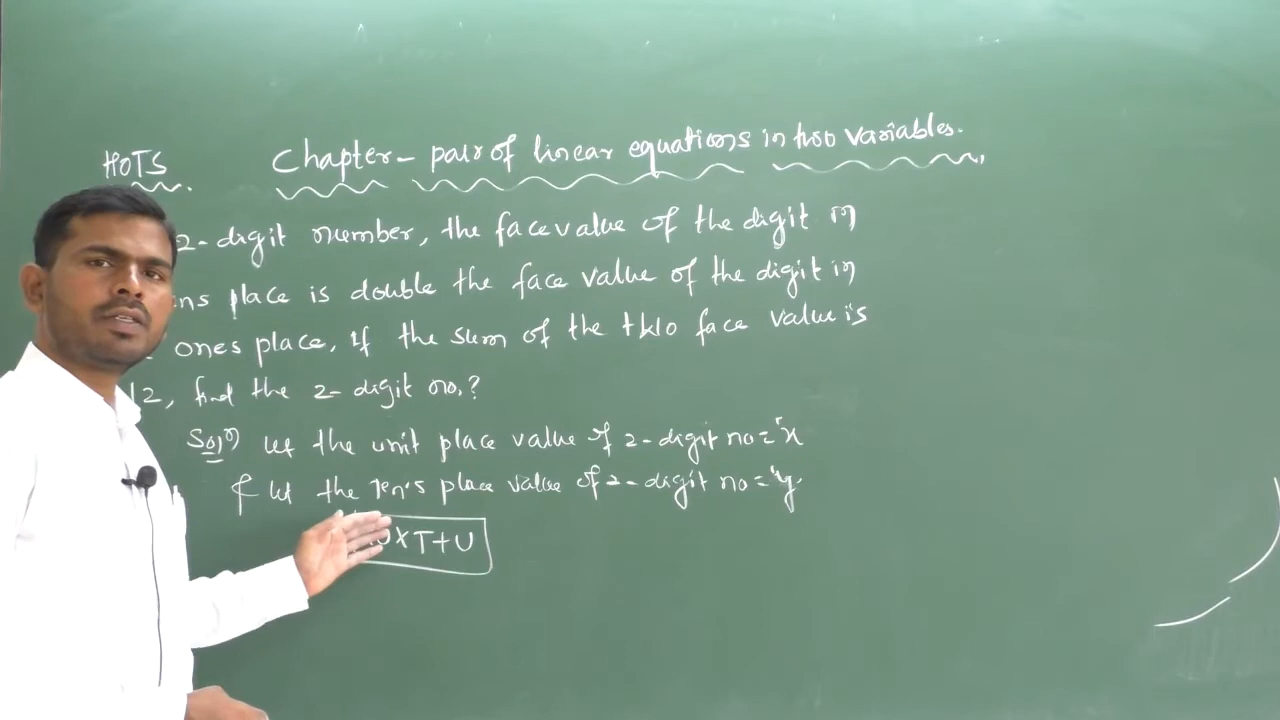 HOTS Chapter - pair of linear equations in two variables.
2-digit number, the face value of the digit in
ns place is double the face value of the digit in
ones place, If the sum of the two face value is
12, find the 2-digit no.?
Soln) let the unit place value of 2-digit no = "x
& let the Ten's place value of 2-digit no = "y.
0xT+U